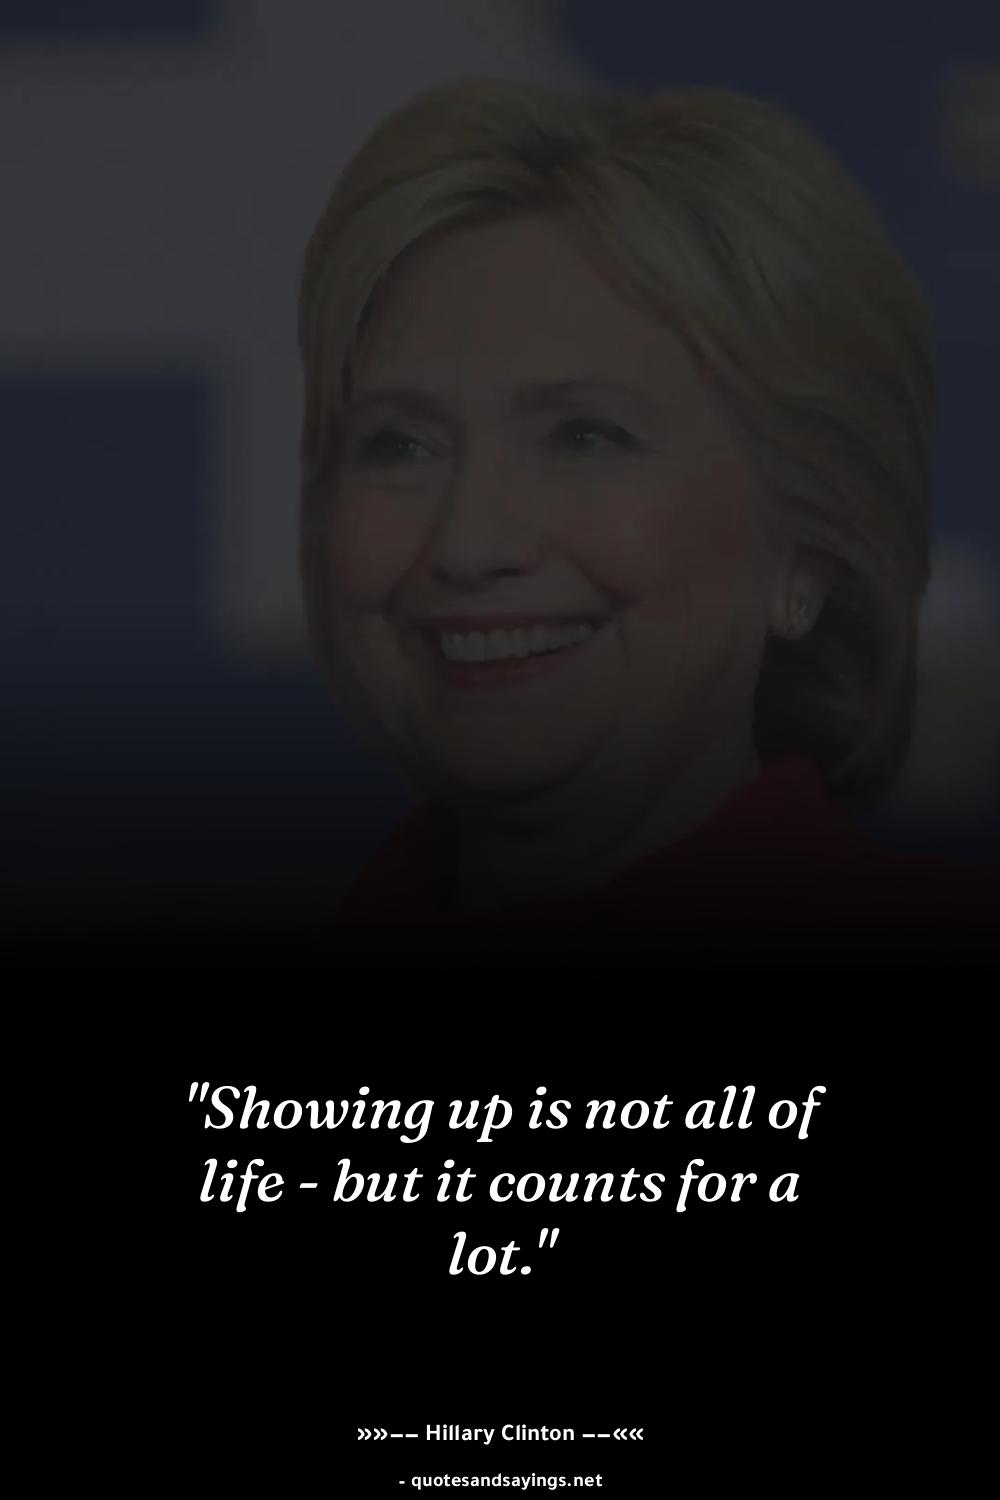 "Showing up is not all of
life - but it counts for a
lot."
»»−− Hillary Clinton −−««
- quotesandsayings.net